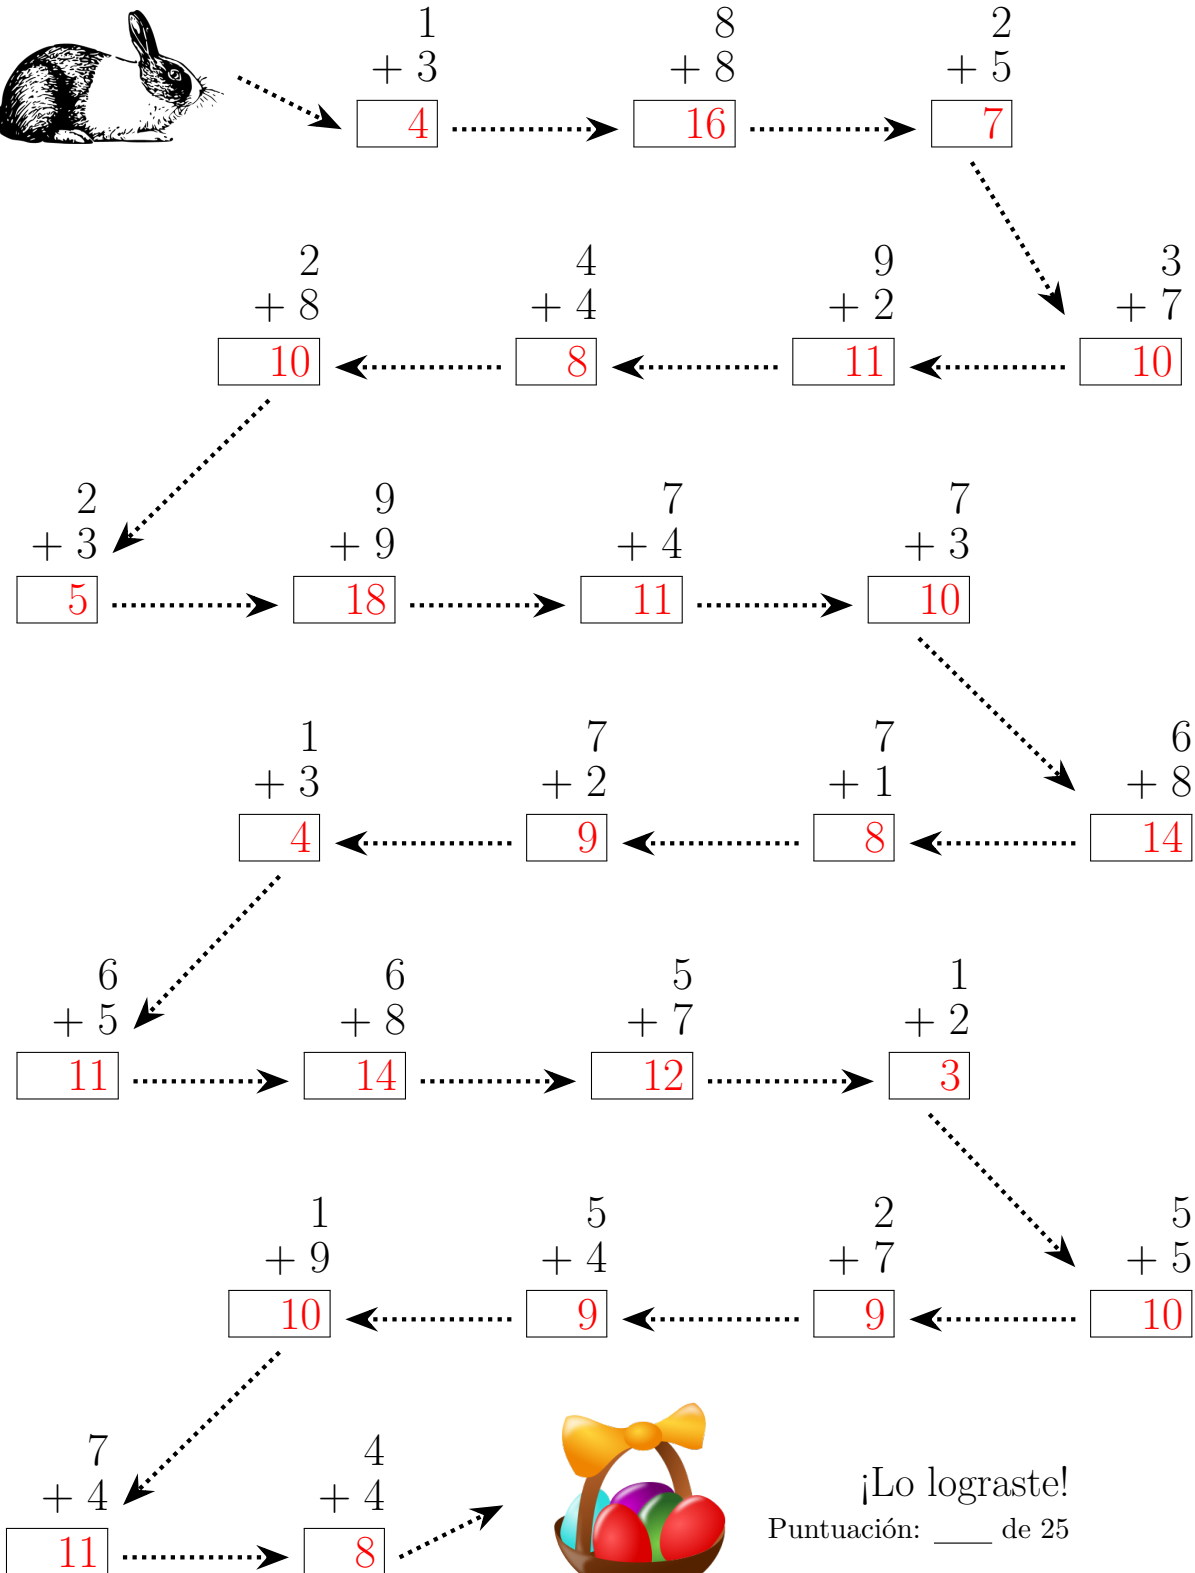 1 8 2
+ 3 + 8 + 5
4 16 7
2 4 9 3
+ 8 + 4 + 2 + 7
10 8 11 10
2 9 7 7
+ 3 + 9 + 4 + 3
5 18 11 10
1 7 7 6
+ 3 + 2 + 1 + 8
4 9 8 14
6 6 5 1
+ 5 + 8 + 7 + 2
11 14 12 3
1 5 2 5
+ 9 + 4 + 7 + 5
10 9 9 10
7 4
+ 4 + 4
11 8
¡Lo lograste!
Puntuación: ____ de 25